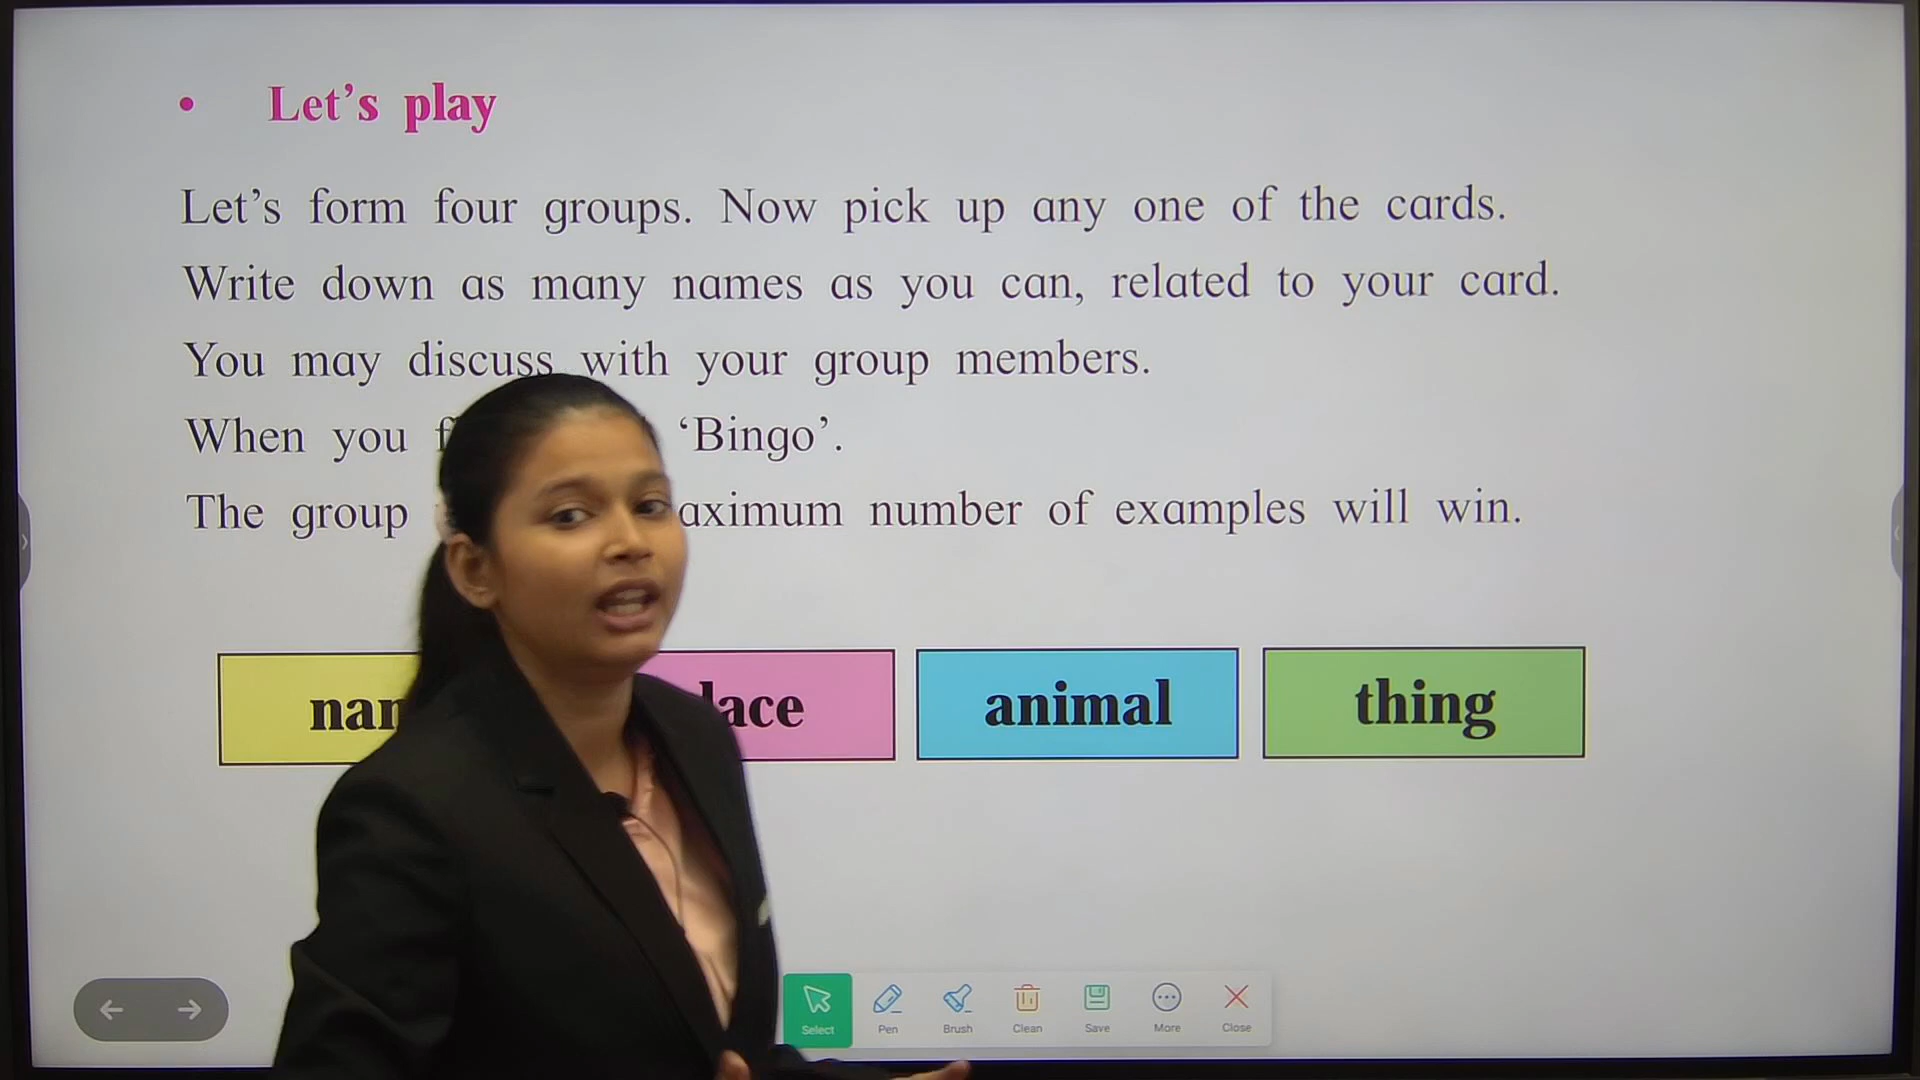 • Let's play
Let's form four groups. Now pick up any one of the cards.
Write down as many names as you can, related to your card.
You may discuss with your group members.
When you ‘Bingo’.
The group number of examples will win.
animal thing
Select Pen Brush Clean Save More Close